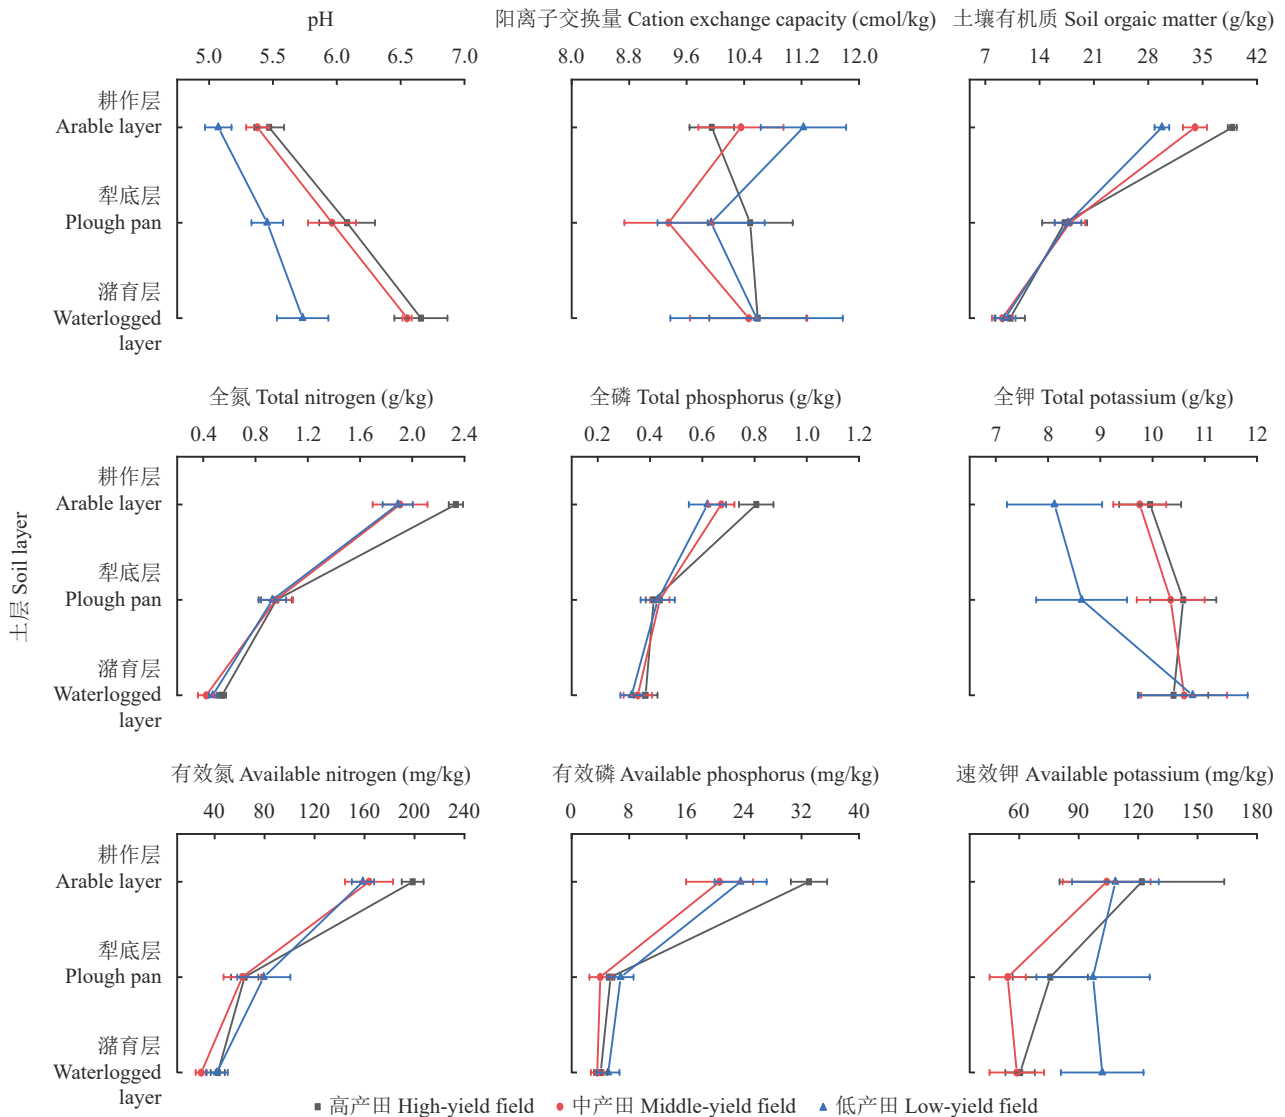 pH
阳离子交换量 Cation exchange capacity (cmol/kg)
土壤有机质 Soil orgaic matter (g/kg)
5.0 5.5 6.0 6.5 7.0
8.0 8.8 9.6 10.4 11.2 12.0
7 14 21 28 35 42
耕作层
Arable layer
犁底层
Plough pan
潴育层
Waterlogged
layer
全氮 Total nitrogen (g/kg)
全磷 Total phosphorus (g/kg)
全钾 Total potassium (g/kg)
0.4 0.8 1.2 1.6 2.0 2.4
0.2 0.4 0.6 0.8 1.0 1.2
7 8 9 10 11 12
土层 Soil layer
耕作层
Arable layer
犁底层
Plough pan
潴育层
Waterlogged
layer
有效氮 Available nitrogen (mg/kg)
有效磷 Available phosphorus (mg/kg)
速效钾 Available potassium (mg/kg)
40 80 120 160 200 240
0 8 16 24 32 40
60 90 120 150 180
耕作层
Arable layer
犁底层
Plough pan
潴育层
Waterlogged
layer
高产田 High-yield field 中产田 Middle-yield field 低产田 Low-yield field